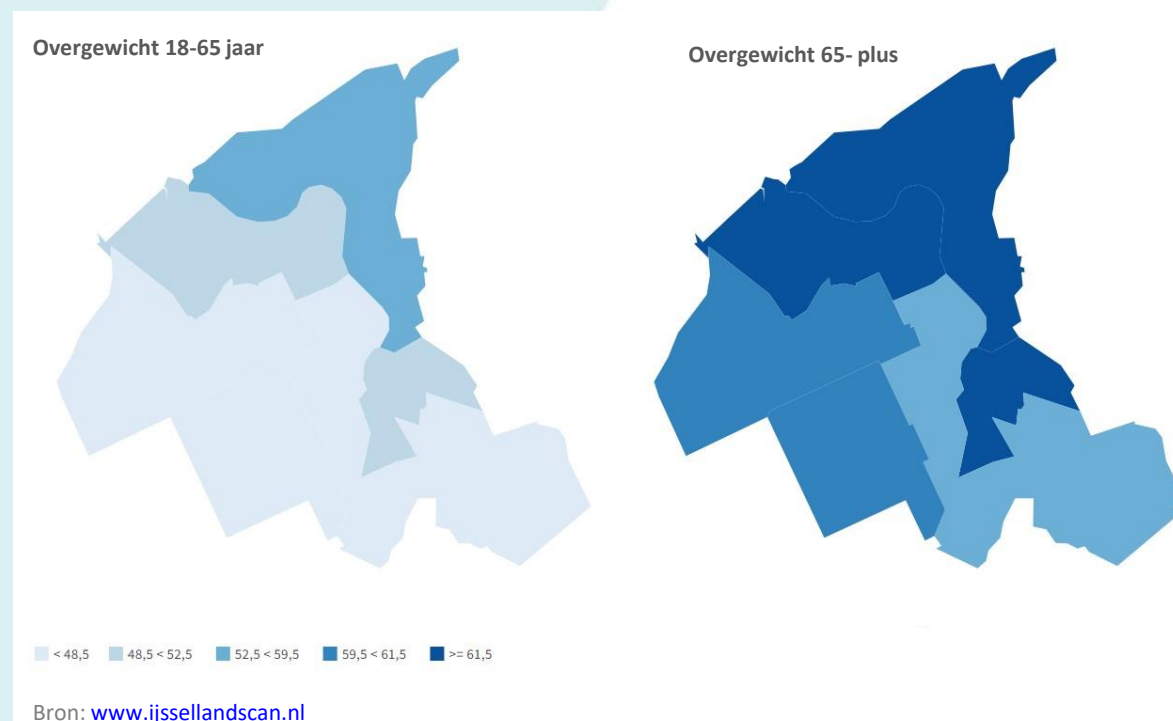 Overgewicht 18-65 jaar
Overgewicht 65- plus
< 48,5 48,5 < 52,5 52,5 < 59,5 59,5 < 61,5 >= 61,5
Bron: www.ijssellandscan.nl